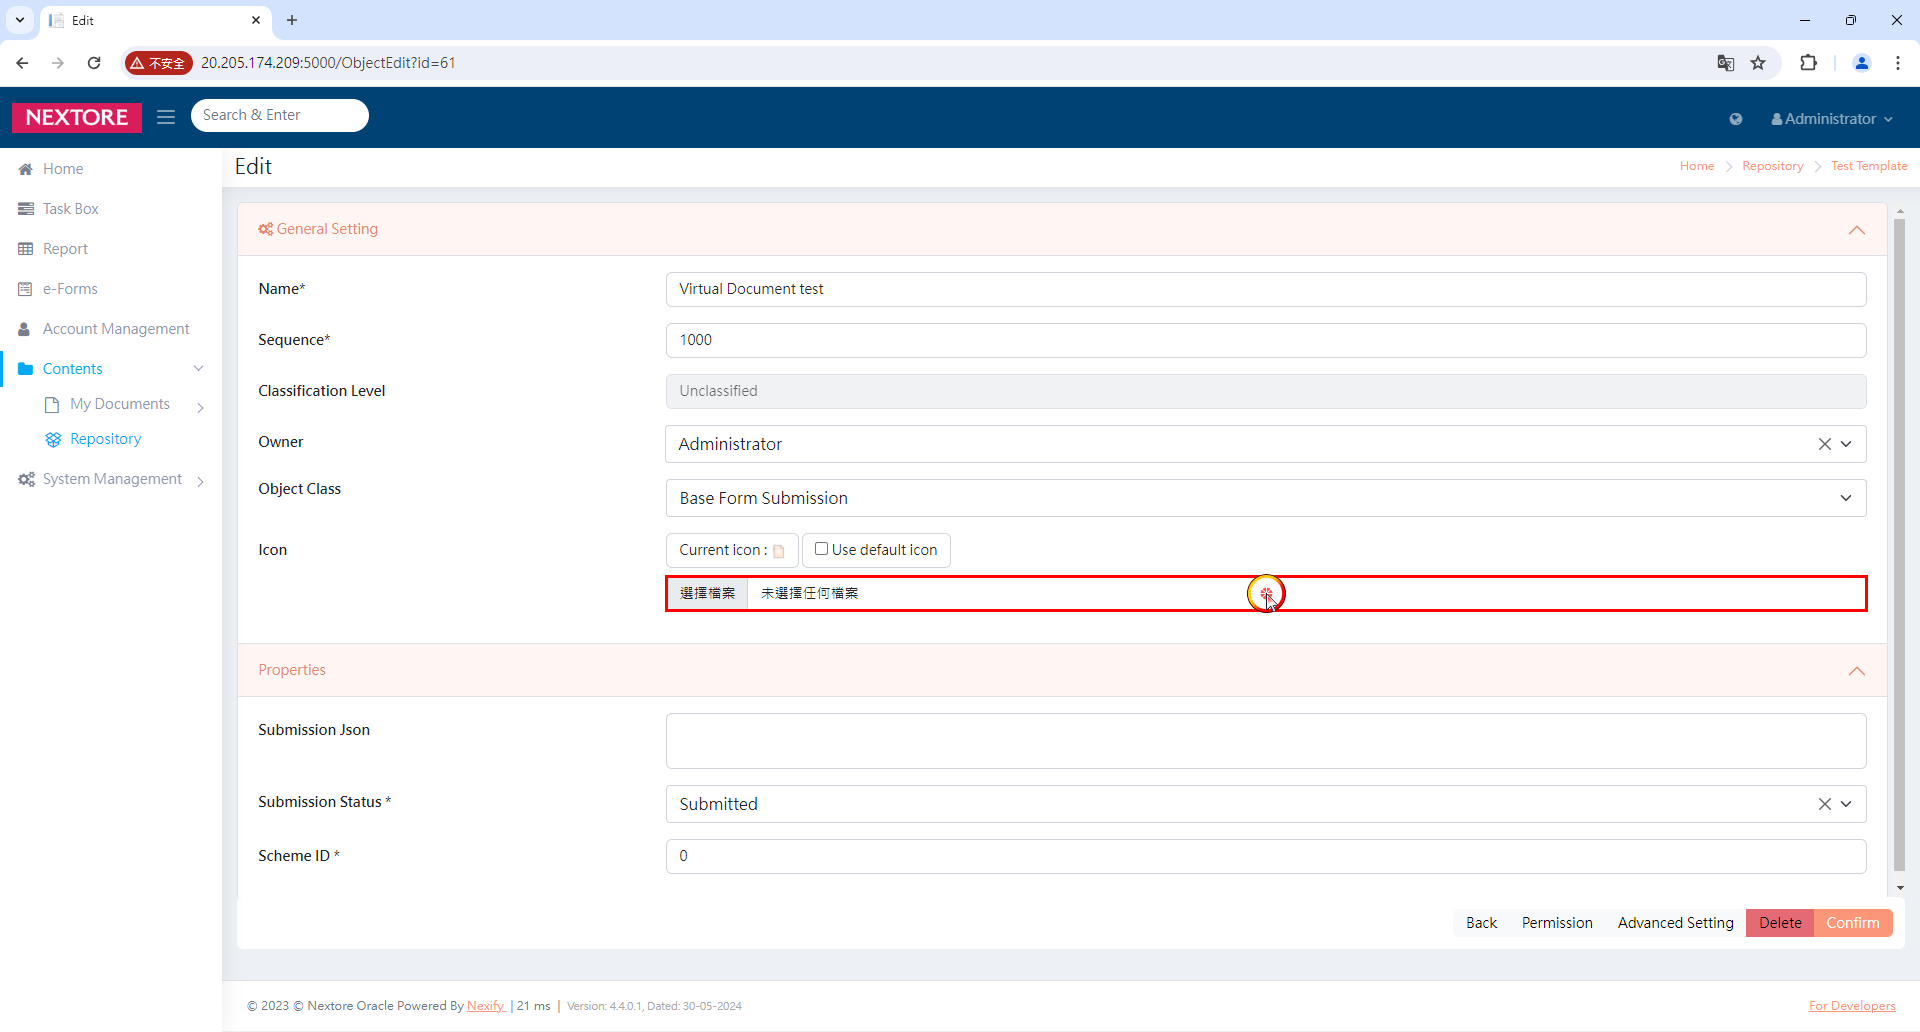 Edit
不安全
20.205.174.209:5000/ObjectEdit?id=61
NEXTORE
Search & Enter
Administrator
Home
Task Box
Report
e-Forms
Account Management
Contents
My Documents
Repository
System Management
Edit
Home
Repository
Test Template
General Setting
Name*
Virtual Document test
Sequence*
1000
Classification Level
Unclassified
Owner
Administrator
Object Class
Base Form Submission
Icon
Current icon :
Use default icon
選擇檔案
未選擇任何檔案
Properties
Submission Json
Submission Status *
Submitted
Scheme ID *
0
Back
Permission
Advanced Setting
Delete
Confirm
© 2023 © Nextore Oracle Powered By Nexify | 21 ms | Version: 4.4.0.1, Dated: 30-05-2024
For Developers